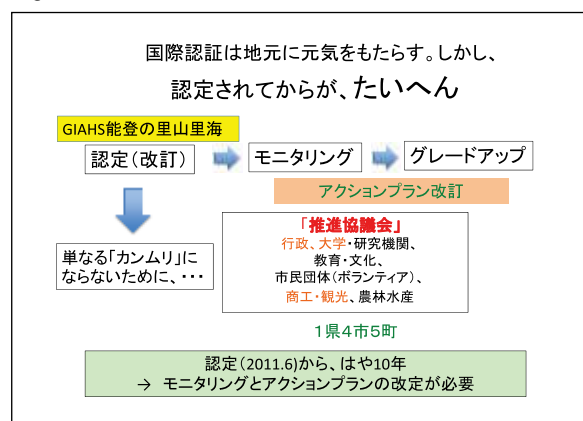 国際認証は地元に元気をもたらす。しかし、
認定されてからが、たいへん
GIAHS能登の里山里海
認定(改訂)
モニタリング
グレードアップ
アクションプラン改訂
単なる「カンムリ」に
ならないために、・・・
「推進協議会」
行政、大学・研究機関、
教育・文化、
市民団体(ボランティア)、
商工・観光、農林水産
1県4市5町
認定(2011.6)から、はや10年
→ モニタリングとアクションプランの改定が必要